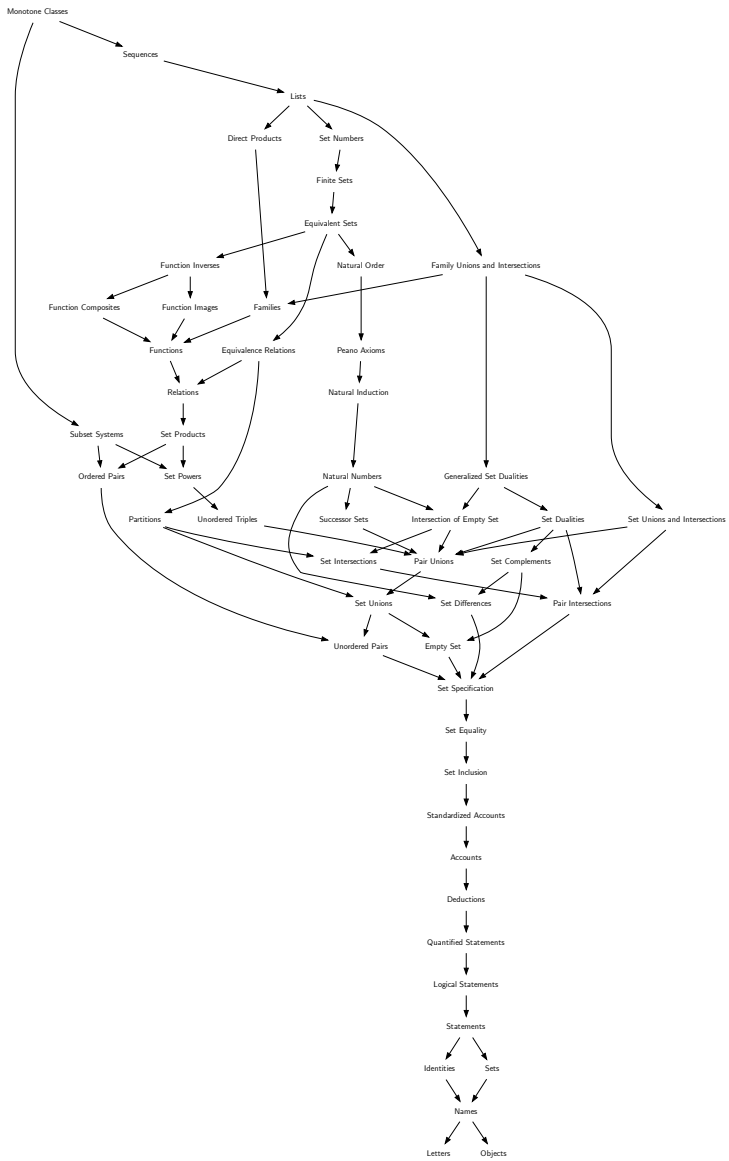 Monotone Classes
Sequences
Lists
Direct Products
Set Numbers
Finite Sets
Equivalent Sets
Function Inverses
Natural Order
Family Unions and Intersections
Function Composites
Function Images
Families
Functions
Equivalence Relations
Peano Axioms
Relations
Natural Induction
Subset Systems
Set Products
Ordered Pairs
Set Powers
Natural Numbers
Generalized Set Dualities
Partitions
Unordered Triples
Successor Sets
Intersection of Empty Set
Set Dualities
Set Unions and Intersections
Set Intersections
Pair Unions
Set Complements
Set Unions
Set Differences
Pair Intersections
Unordered Pairs
Empty Set
Set Specification
Set Equality
Set Inclusion
Standardized Accounts
Accounts
Deductions
Quantified Statements
Logical Statements
Statements
Identities
Sets
Names
Letters
Objects